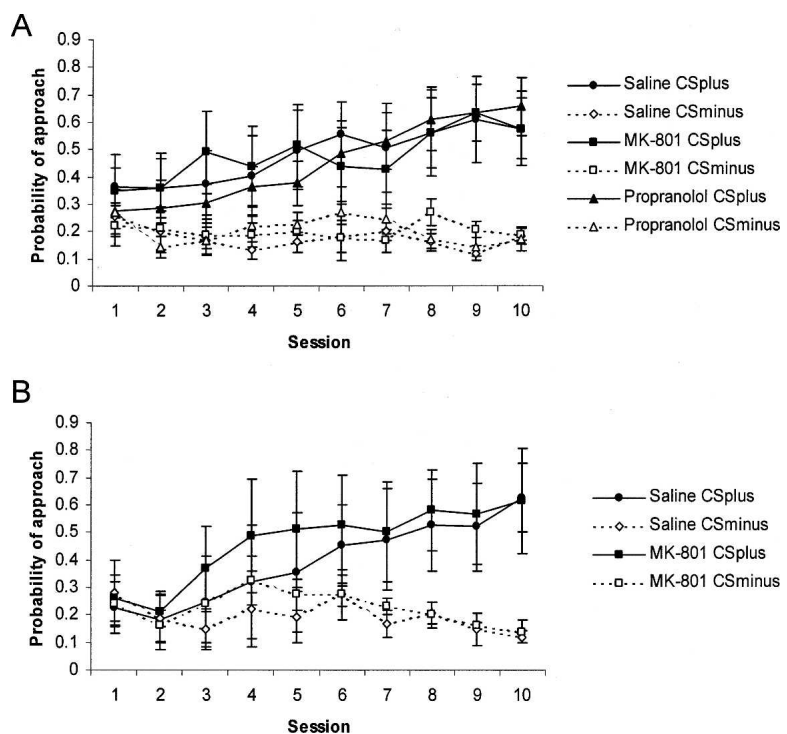 A
Probability of approach
0.9
0.8
0.7
0.6
0.5
0.4
0.3
0.2
0.1
0
1 2 3 4 5 6 7 8 9 10
Session
Saline CSplus
Saline CSminus
MK-801 CSplus
MK-801 CSminus
Propranolol CSplus
Propranolol CSminus
B
Probability of approach
0.9
0.8
0.7
0.6
0.5
0.4
0.3
0.2
0.1
0
1 2 3 4 5 6 7 8 9 10
Session
Saline CSplus
Saline CSminus
MK-801 CSplus
MK-801 CSminus